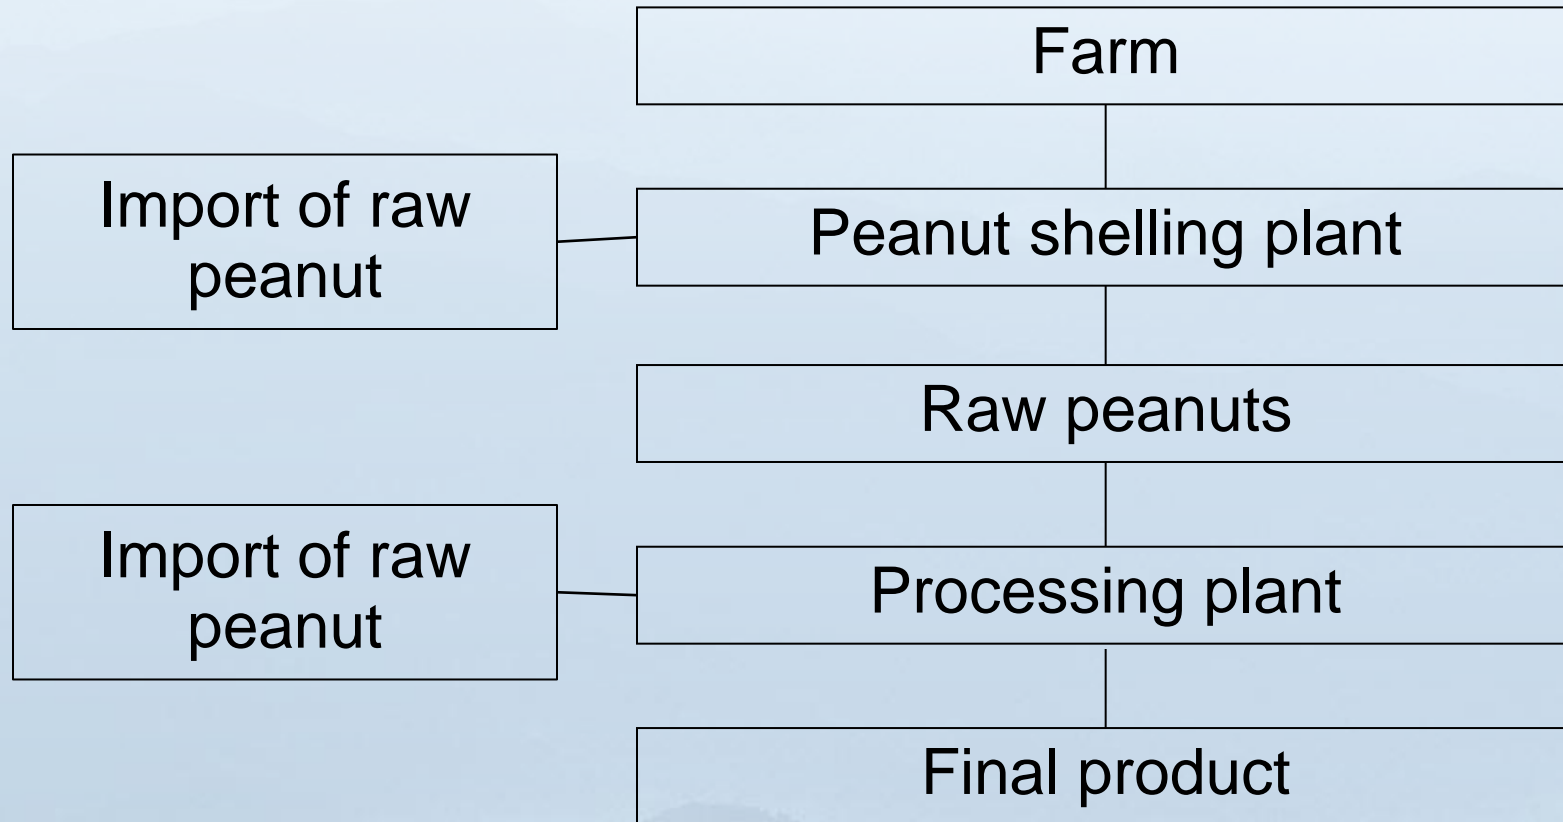 Farm
Import of raw
peanut
Peanut shelling plant
Raw peanuts
Import of raw
peanut
Processing plant
Final product